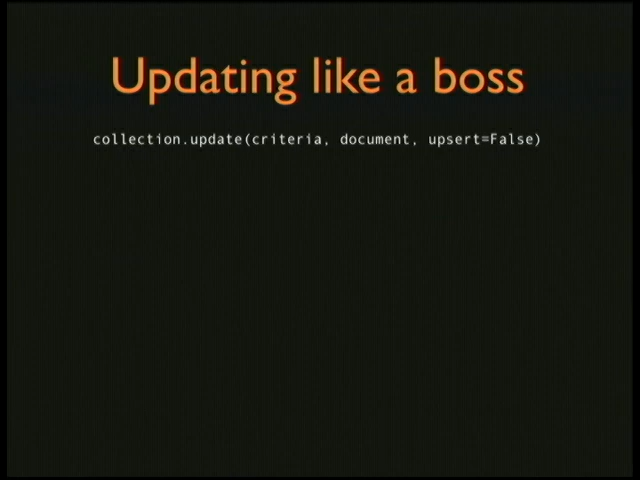 Updating like a boss
collection.update(criteria, document, upsert=False)